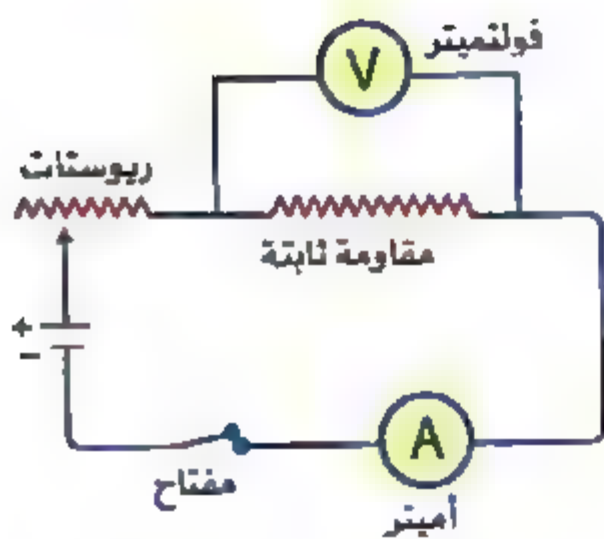 فولتميتر
V
ريوستات
مقاومة ثابتة
+
−
مفتاح
A
أميتر